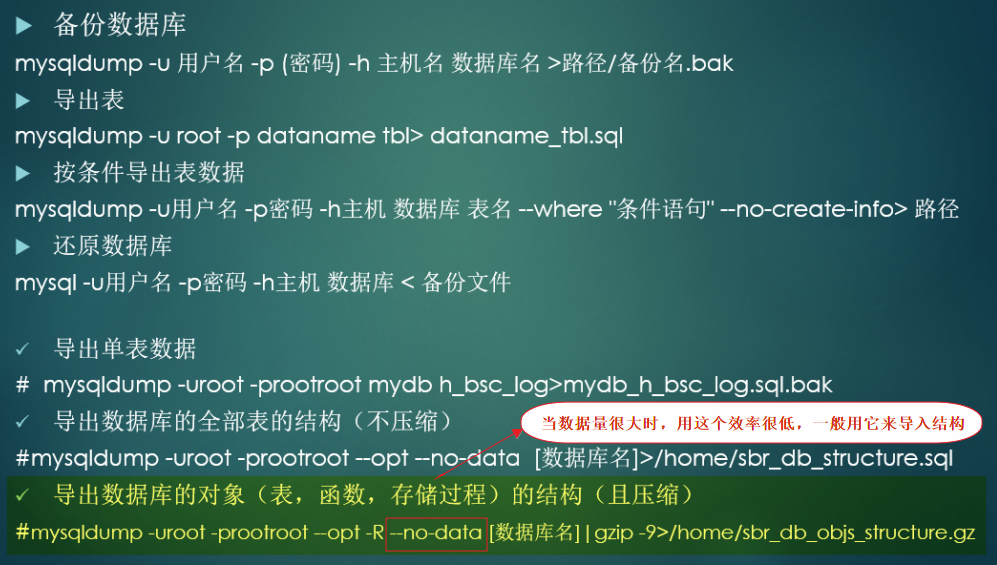 备份数据库
mysqldump -u 用户名 -p (密码) -h 主机名 数据库名 >路径/备份名.bak
导出表
mysqldump -u root -p dataname tbl> dataname_tbl.sql
按条件导出表数据
mysqldump -u用户名 -p密码 -h主机 数据库 表名 --where "条件语句" --no-create-info> 路径
还原数据库
mysql -u用户名 -p密码 -h主机 数据库 < 备份文件
导出单表数据
# mysqldump -uroot -prootroot mydb h_bsc_log>mydb_h_bsc_log.sql.bak
导出数据库的全部表的结构（不压缩）
当数据量很大时，用这个效率很低，一般用它来导入结构
#mysqldump -uroot -prootroot --opt --no-data [数据库名]>/home/sbr_db_structure.sql
导出数据库的对象（表，函数，存储过程）的结构（且压缩）
#mysqldump -uroot -prootroot --opt -R --no-data [数据库名]|gzip -9>/home/sbr_db_objs_structure.gz